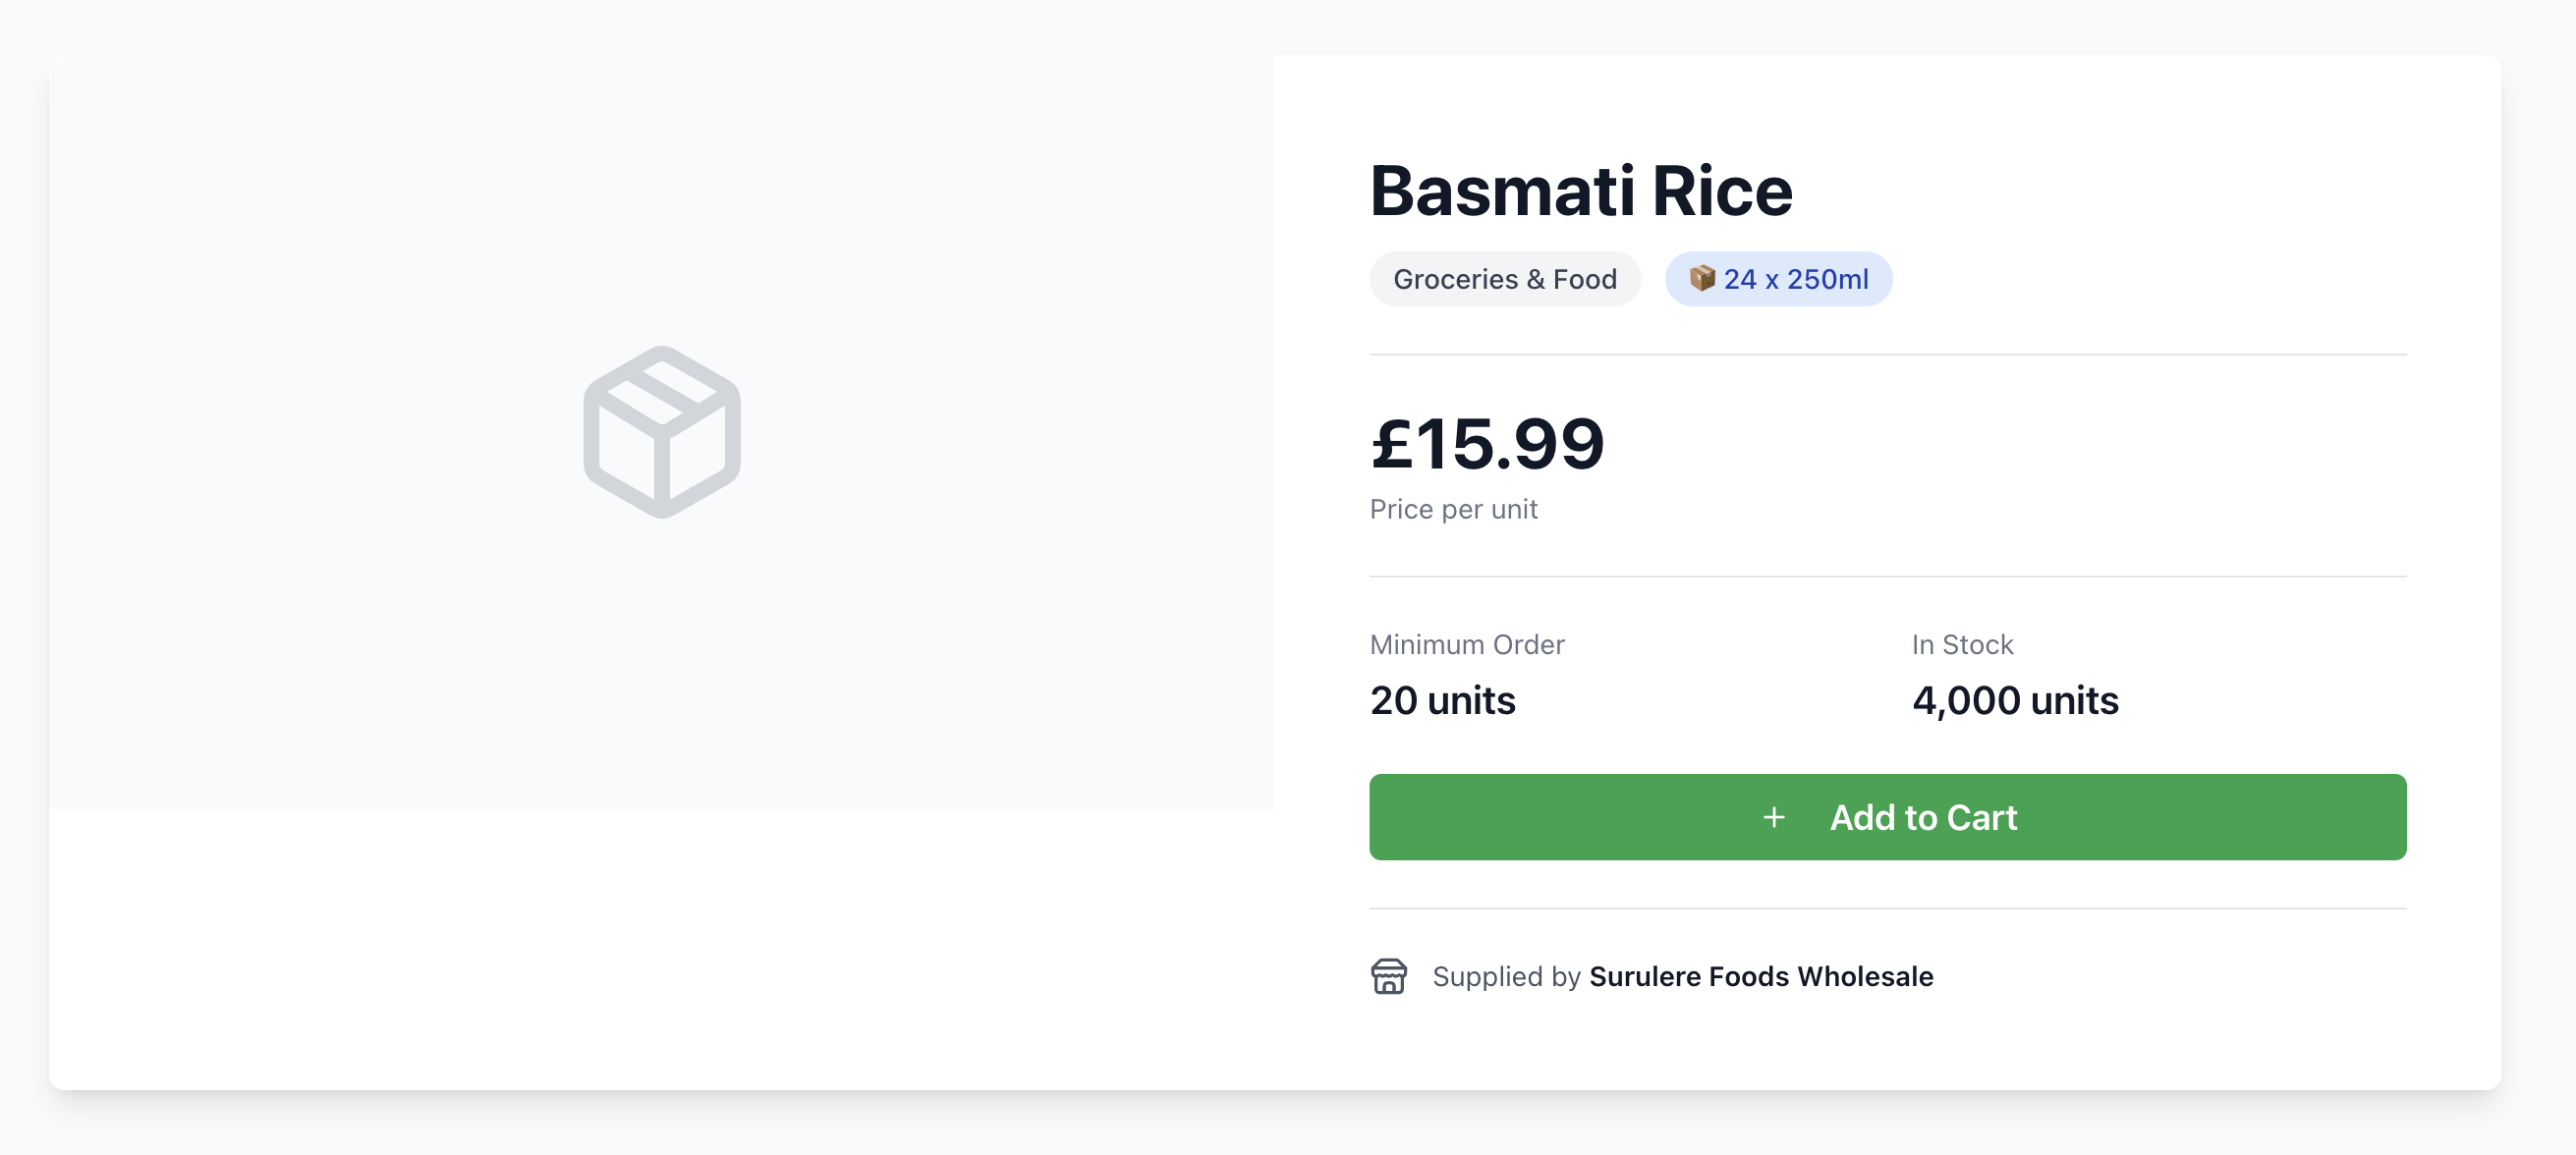 Basmati Rice
Groceries & Food
📦 24 x 250ml
£15.99
Price per unit
Minimum Order
20 units
In Stock
4,000 units
+ Add to Cart
Supplied by Surulere Foods Wholesale